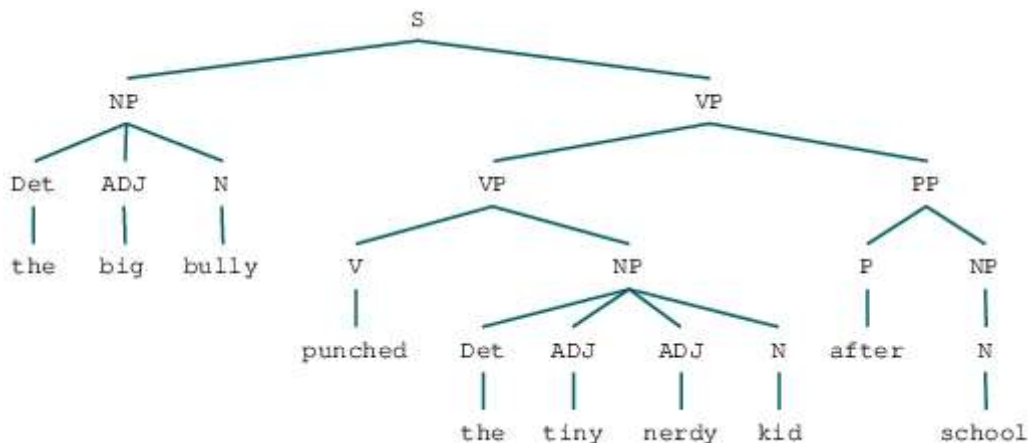 S
NP VP
Det ADJ N VP PP
the big bully V NP P NP
punched Det ADJ ADJ N after N
the tiny nerdy kid school